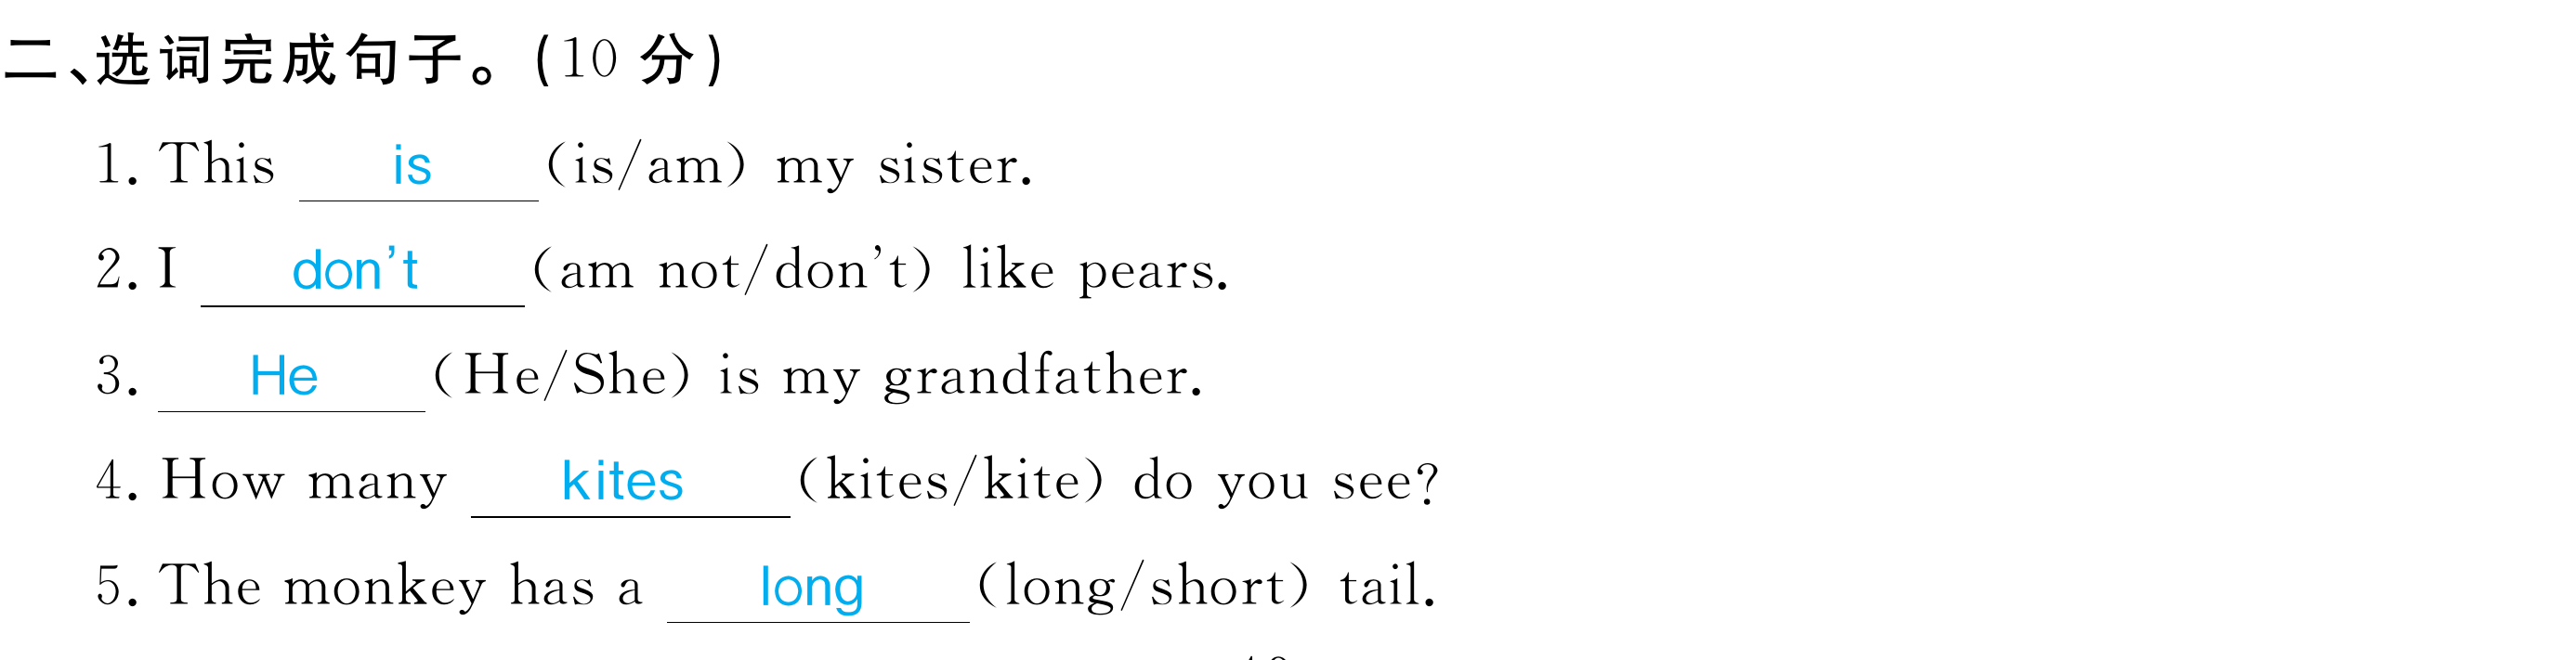 二、选词完成句子。(10 分)
1. This is (is/am) my sister.
2. I don't (am not/don't) like pears.
3. He (He/She) is my grandfather.
4. How many kites (kites/kite) do you see?
5. The monkey has a long (long/short) tail.